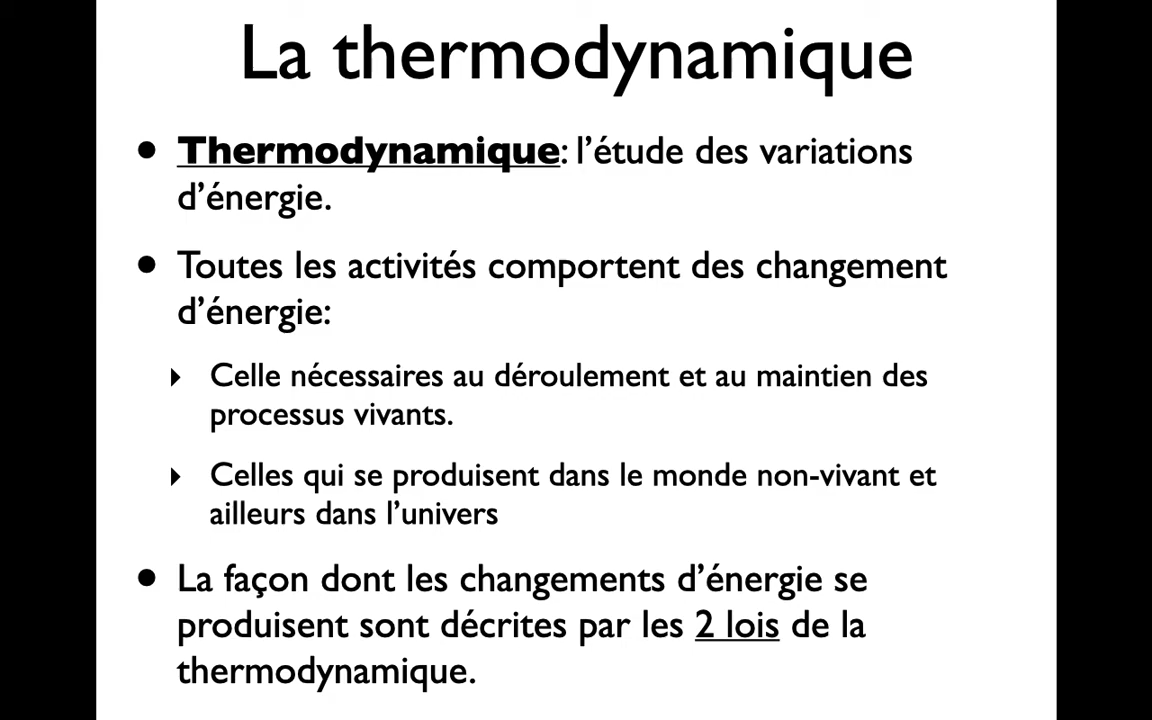 La thermodynamique
• Thermodynamique: l’étude des variations
d’énergie.
• Toutes les activités comportent des changement
d’énergie:
‣ Celle nécessaires au déroulement et au maintien des
processus vivants.
‣ Celles qui se produisent dans le monde non-vivant et
ailleurs dans l’univers
• La façon dont les changements d’énergie se
produisent sont décrites par les 2 lois de la
thermodynamique.